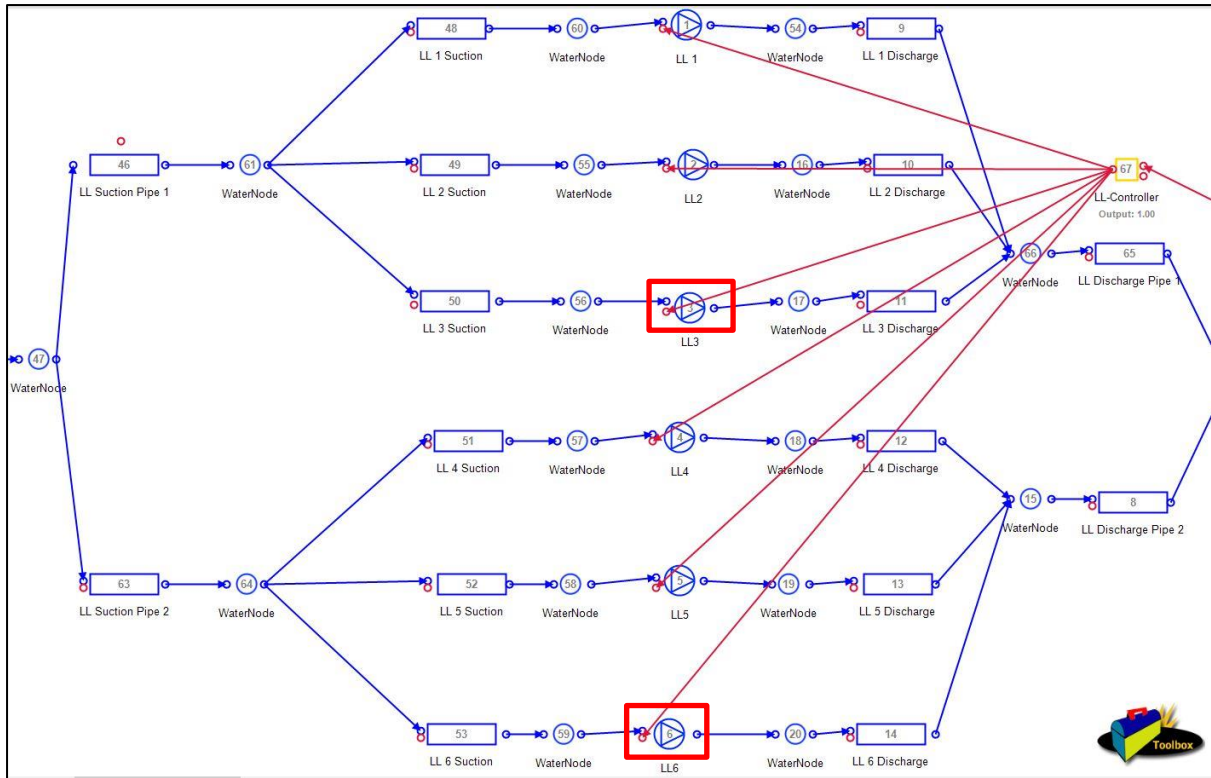 48
60
1
54
9
LL 1 Suction
WaterNode
LL 1
WaterNode
LL 1 Discharge
46
61
49
55
2
16
10
67
LL Suction Pipe 1
WaterNode
LL 2 Suction
WaterNode
LL2
WaterNode
LL 2 Discharge
LL-Controller
Output: 1.00
66
65
WaterNode
LL Discharge Pipe 1
50
56
3
17
11
LL 3 Suction
WaterNode
LL3
WaterNode
LL 3 Discharge
47
WaterNode
51
57
4
18
12
LL 4 Suction
WaterNode
LL4
WaterNode
LL 4 Discharge
15
8
WaterNode
LL Discharge Pipe 2
63
64
52
58
5
19
13
LL Suction Pipe 2
WaterNode
LL 5 Suction
WaterNode
LL5
WaterNode
LL 5 Discharge
53
59
6
20
14
LL 6 Suction
WaterNode
LL6
WaterNode
LL 6 Discharge
Toolbox